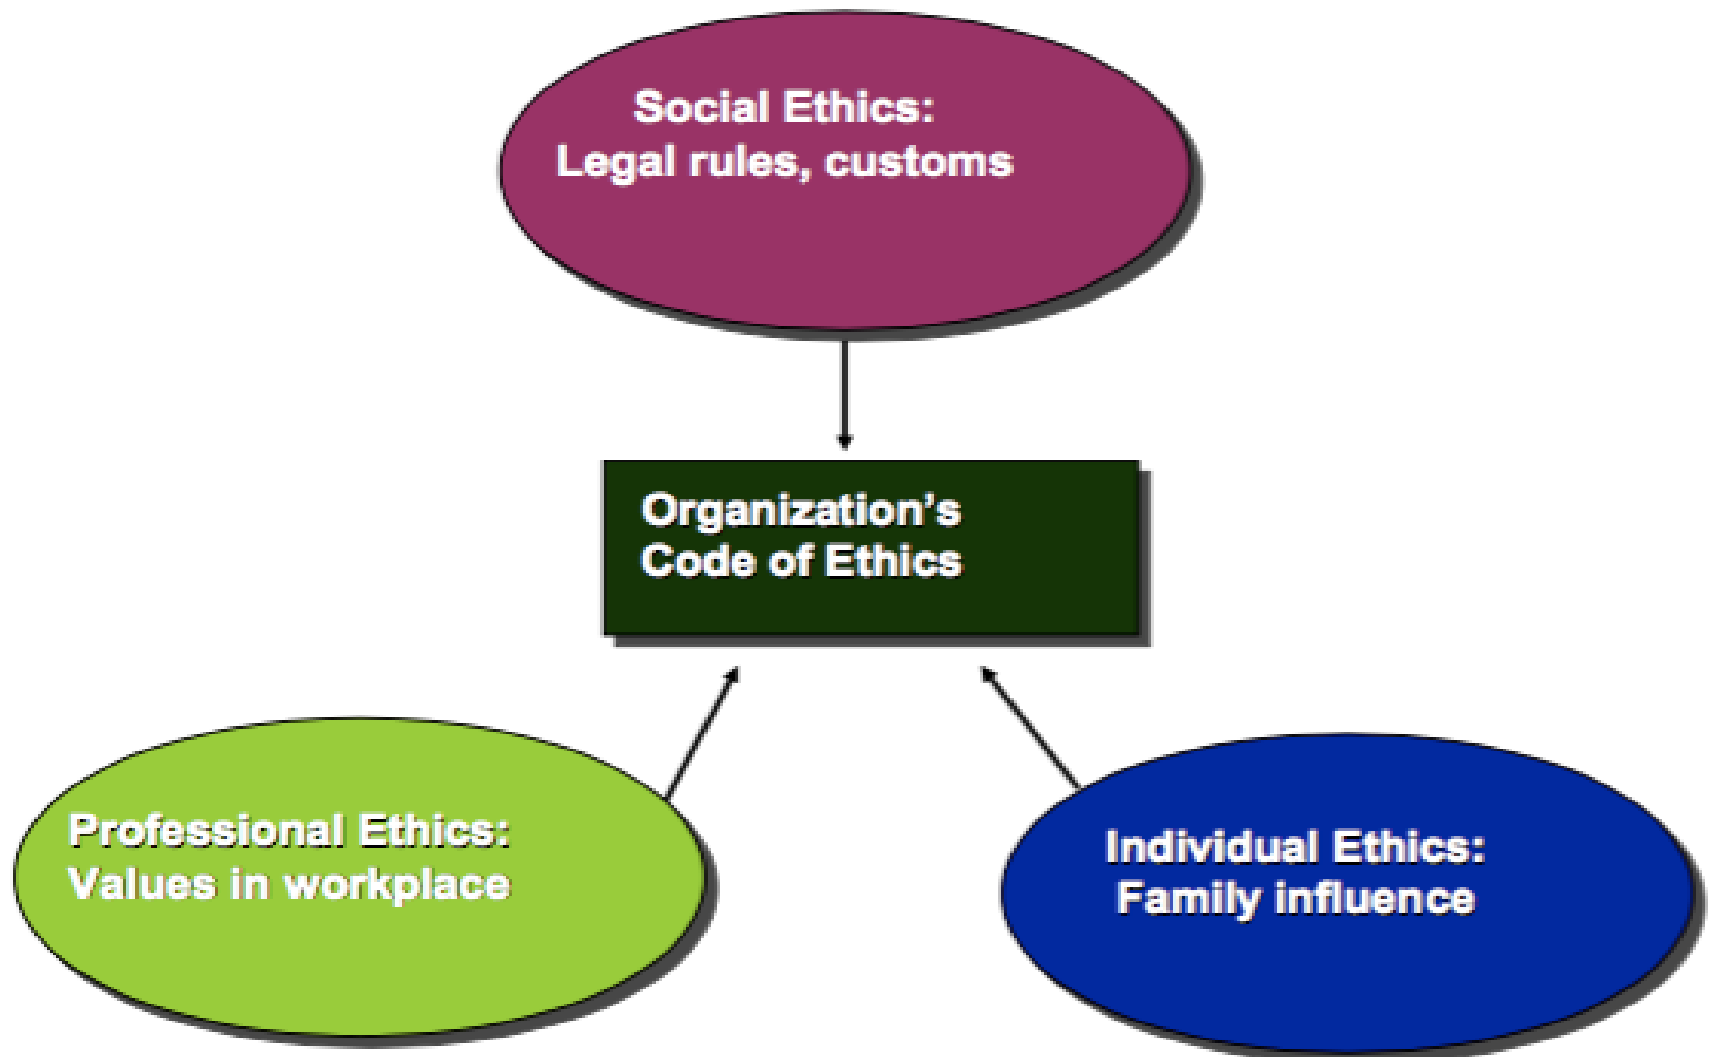 Social Ethics:
Legal rules, customs
Organization’s
Code of Ethics
Professional Ethics:
Values in workplace
Individual Ethics:
Family influence